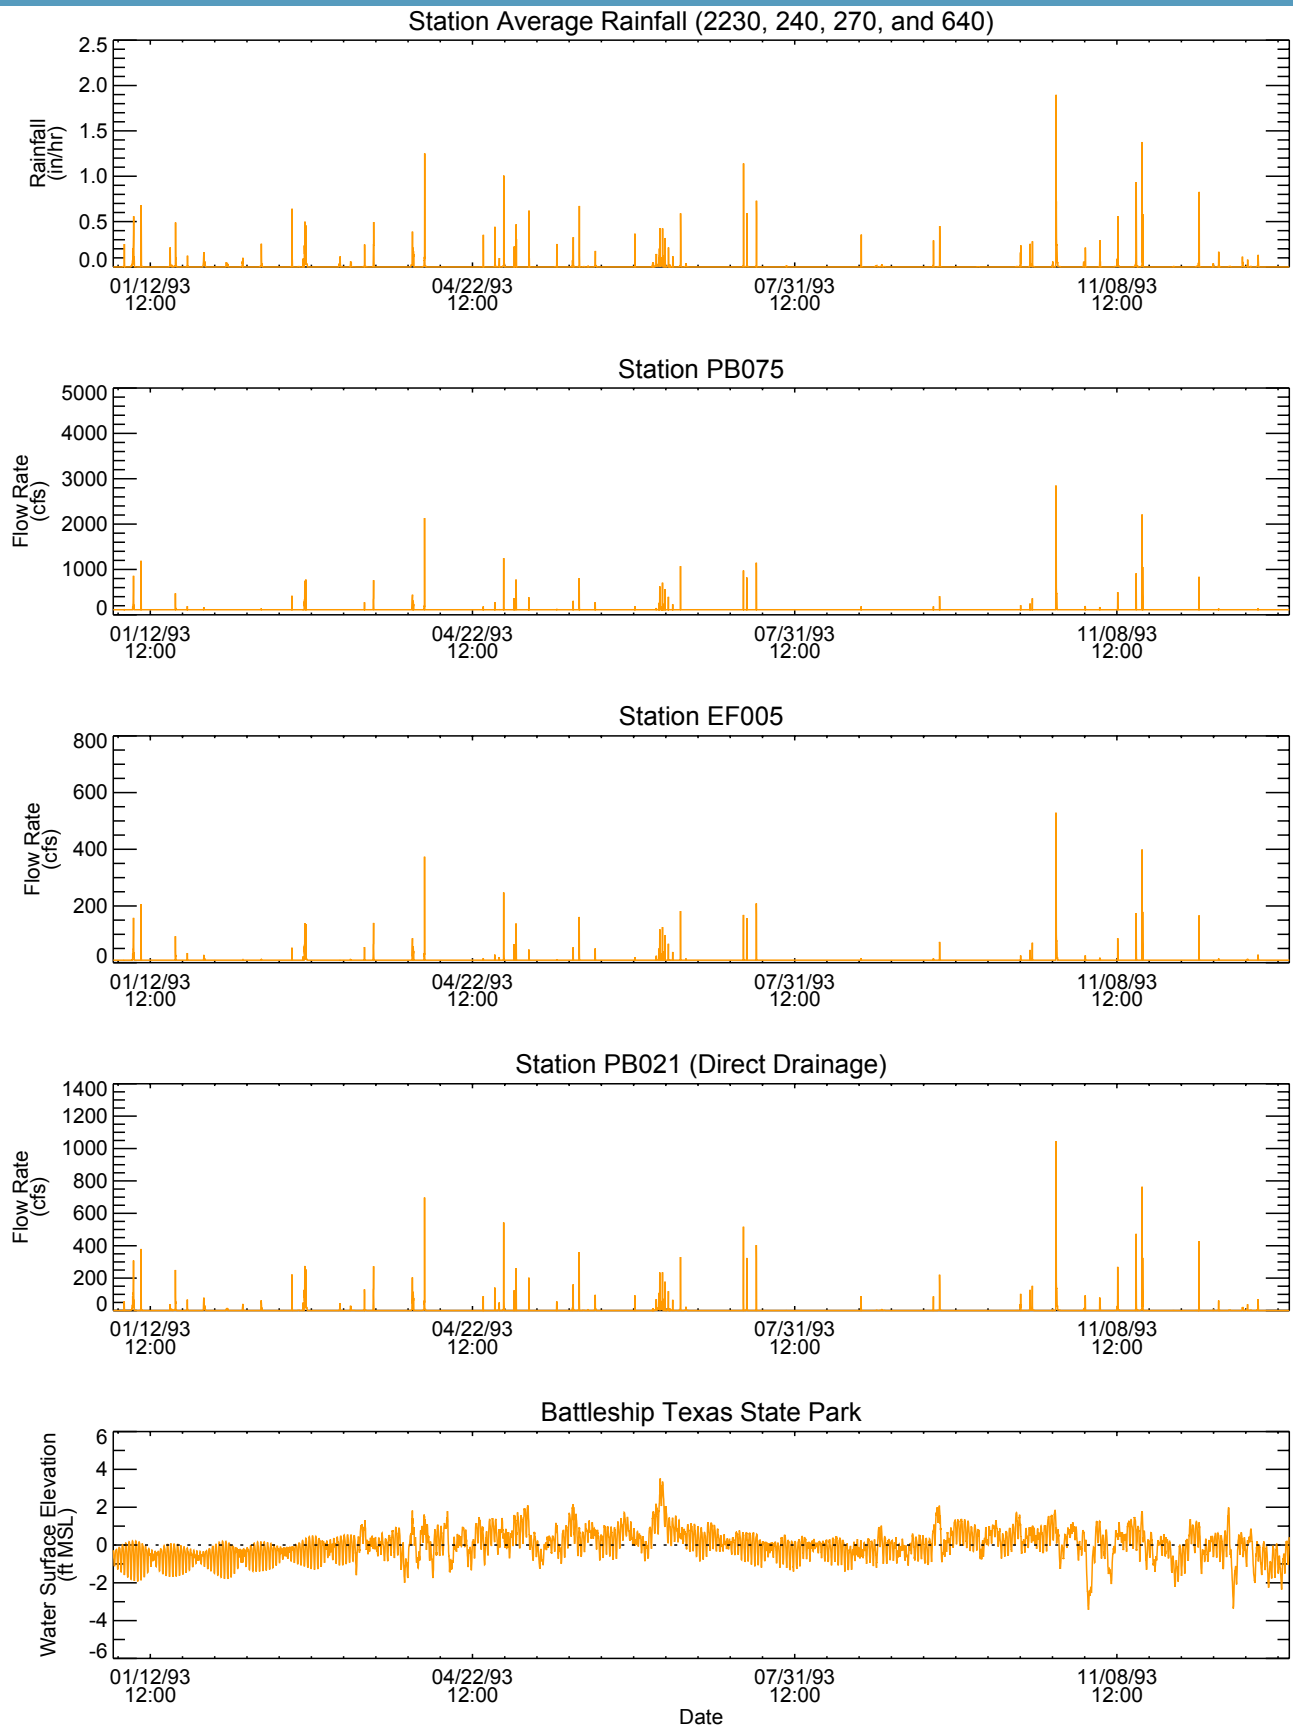 Station Average Rainfall (2230, 240, 270, and 640)
Rainfall
(in/hr)
2.5
2.0
1.5
1.0
0.5
0.0
01/12/93 04/22/93 07/31/93 11/08/93
12:00 12:00 12:00 12:00
Station PB075
Flow Rate
(cfs)
5000
4000
3000
2000
1000
0
01/12/93 04/22/93 07/31/93 11/08/93
12:00 12:00 12:00 12:00
Station EF005
Flow Rate
(cfs)
800
600
400
200
0
01/12/93 04/22/93 07/31/93 11/08/93
12:00 12:00 12:00 12:00
Station PB021 (Direct Drainage)
Flow Rate
(cfs)
1400
1200
1000
800
600
400
200
0
01/12/93 04/22/93 07/31/93 11/08/93
12:00 12:00 12:00 12:00
Battleship Texas State Park
Water Surface Elevation
(ft MSL)
6
4
2
0
-2
-4
-6
01/12/93 04/22/93 07/31/93 11/08/93
12:00 12:00 12:00 12:00
Date